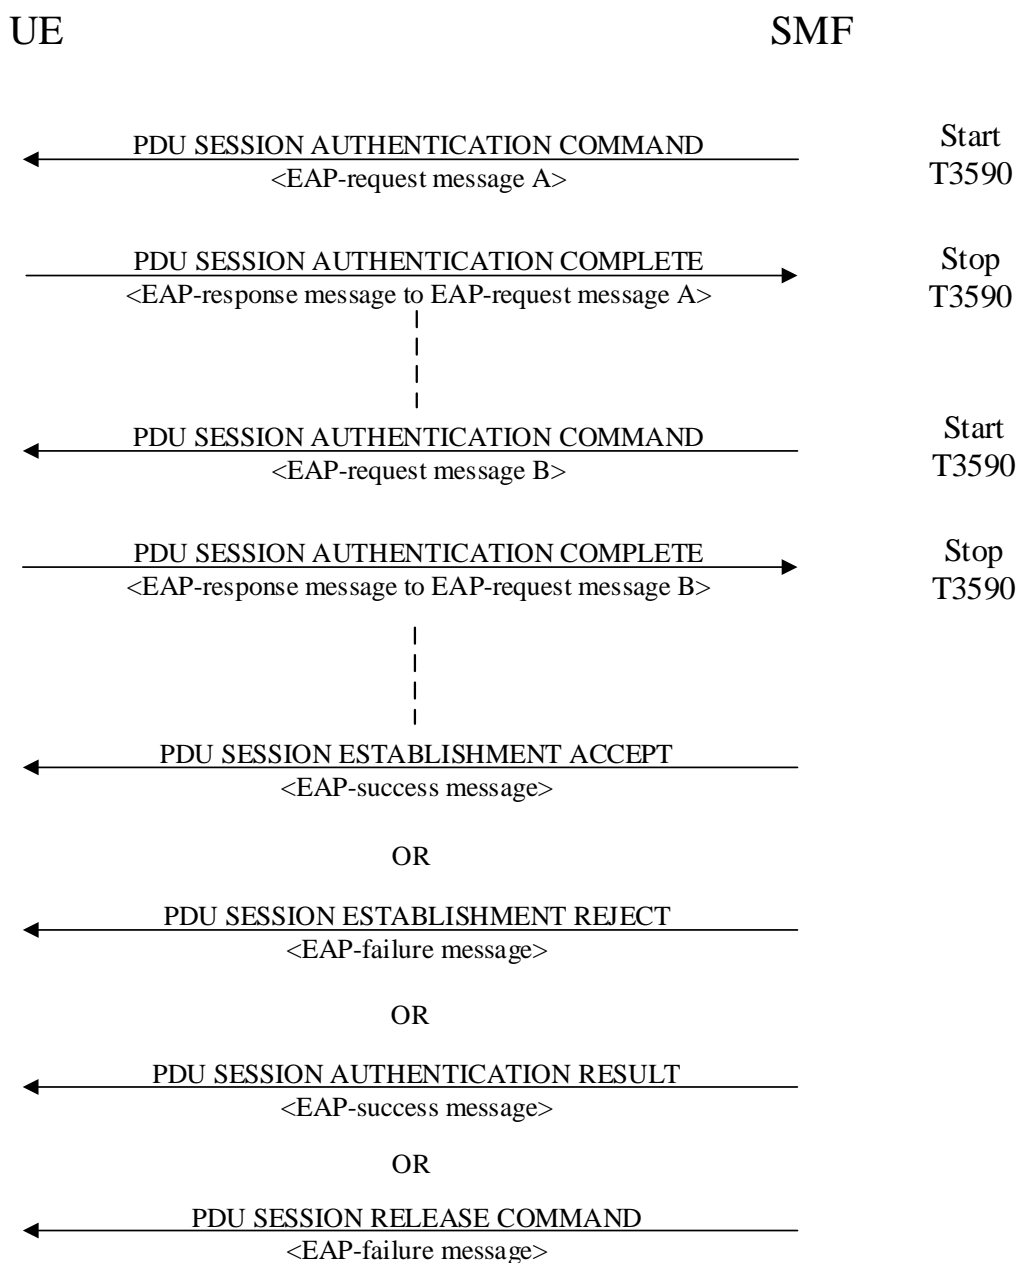 UE SMF
PDU SESSION AUTHENTICATION COMMAND
<EAP-request message A>
Start
T3590
PDU SESSION AUTHENTICATION COMPLETE
<EAP-response message to EAP-request message A>
Stop
T3590
PDU SESSION AUTHENTICATION COMMAND
<EAP-request message B>
Start
T3590
PDU SESSION AUTHENTICATION COMPLETE
<EAP-response message to EAP-request message B>
Stop
T3590
PDU SESSION ESTABLISHMENT ACCEPT
<EAP-success message>
OR
PDU SESSION ESTABLISHMENT REJECT
<EAP-failure message>
OR
PDU SESSION AUTHENTICATION RESULT
<EAP-success message>
OR
PDU SESSION RELEASE COMMAND
<EAP-failure message>